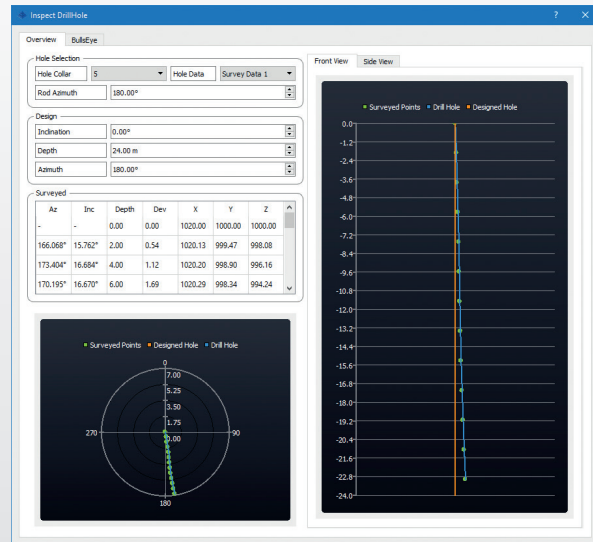 Inspect DrillHole ? ×
Overview BullsEye
Hole Selection
Hole Collar 5 Hole Data Survey Data 1
Rod Azimuth 180.00°
Design
Inclination 0.00°
Depth 24.00 m
Azimuth 180.00°
Surveyed
Az Inc Depth Dev X Y Z
- - 0.00 0.00 1020.00 1000.00 1000.00
166.068° 15.762° 2.00 0.54 1020.13 999.47 998.08
173.404° 16.684° 4.00 1.12 1020.20 998.90 996.16
170.195° 16.670° 6.00 1.69 1020.29 998.34 994.24
Surveyed Points Designed Hole Drill Hole
0
7.00
5.25
3.50
1.75
270 0.00 90
180
Front View Side View
Surveyed Points Drill Hole Designed Hole
0.0
-1.2
-2.4
-3.6
-4.8
-6.0
-7.2
-8.4
-9.6
-10.8
-12.0
-13.2
-14.4
-15.6
-16.8
-18.0
-19.2
-20.4
-21.6
-22.8
-24.0